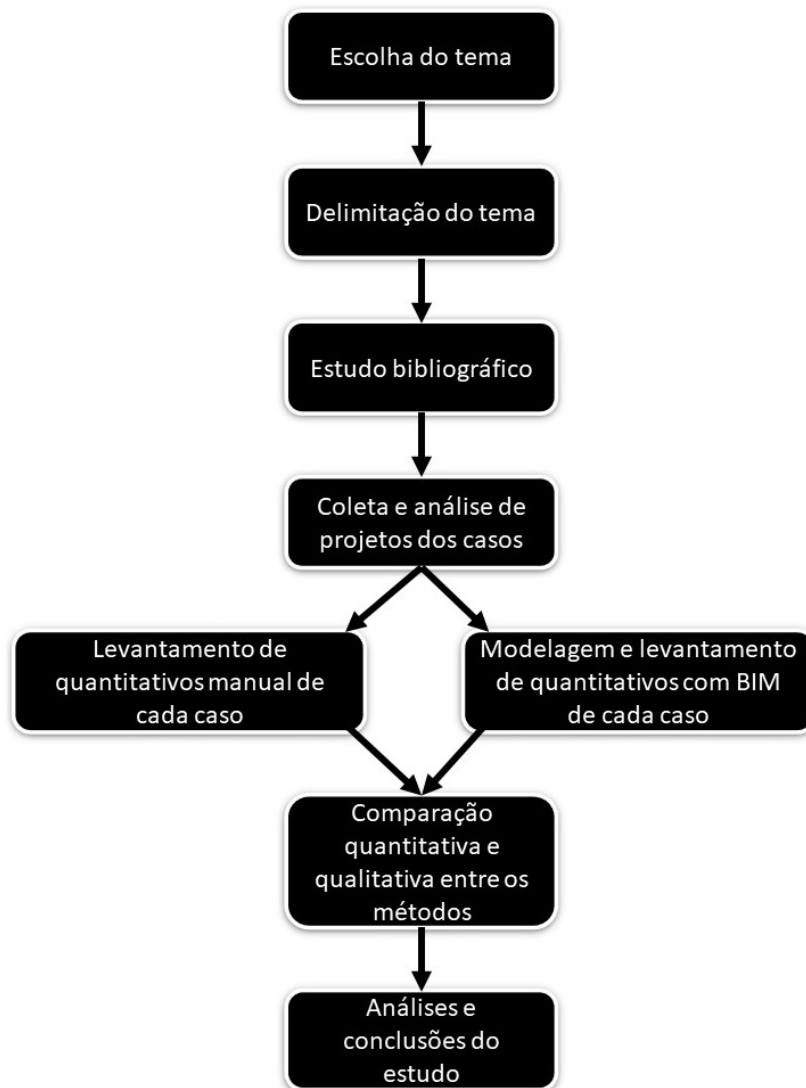 Escolha do tema
Delimitação do tema
Estudo bibliográfico
Coleta e análise de
projetos dos casos
Levantamento de
quantitativos manual de
cada caso
Modelagem e levantamento
de quantitativos com BIM
de cada caso
Comparação
quantitativa e
qualitativa entre os
métodos
Análises e
conclusões do
estudo